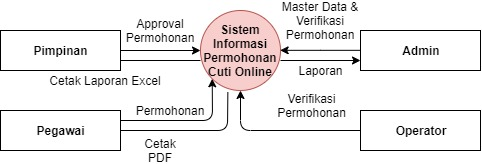 Approval
Permohonan
Sistem
Informasi
Permohonan
Cuti Online
Master Data &
Verifikasi
Permohonan
Pimpinan
Admin
Cetak Laporan Excel
Laporan
Permohonan
Verifikasi
Permohonan
Pegawai
Operator
Cetak
PDF